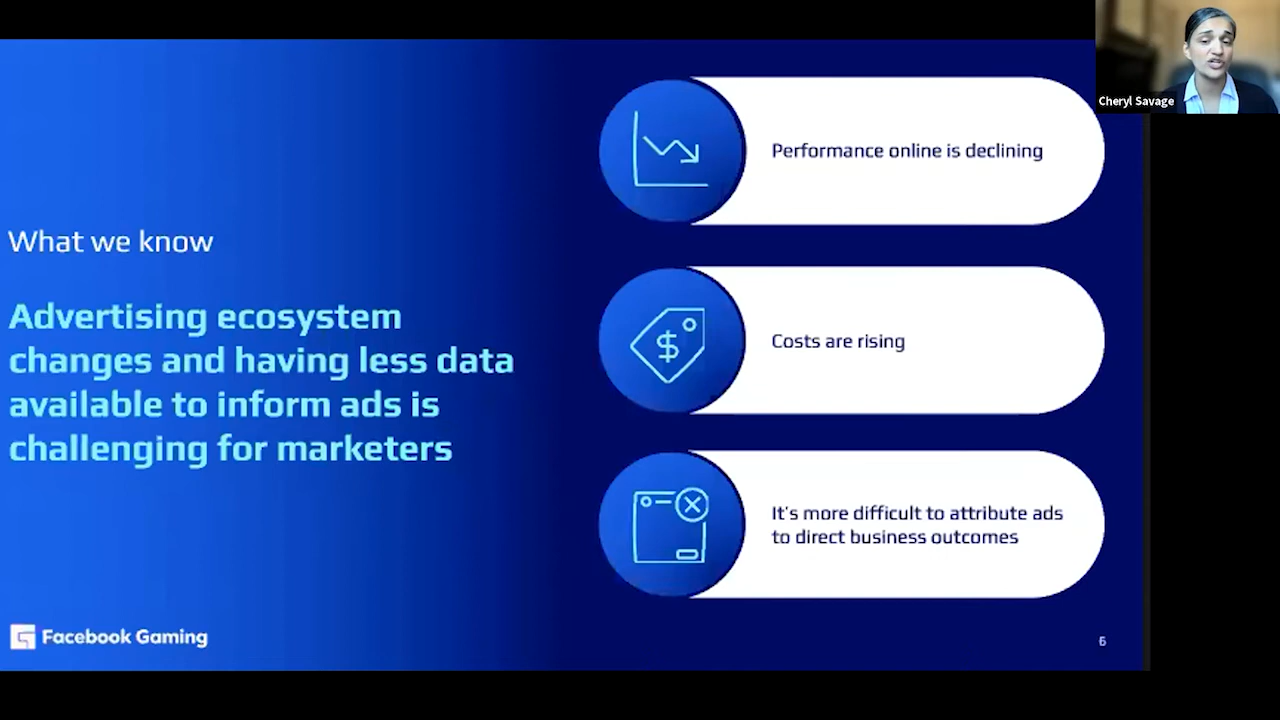 Cheryl Savage
What we know
Advertising ecosystem
changes and having less data
available to inform ads is
challenging for marketers
Performance online is declining
$
Costs are rising
It's more difficult to attribute ads
to direct business outcomes
Facebook Gaming
6